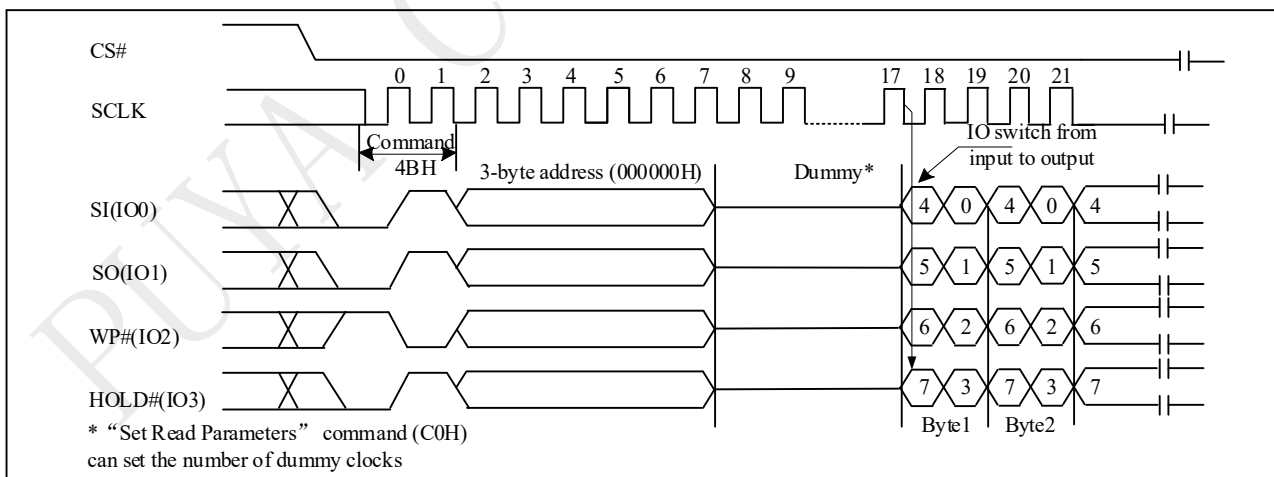 PUYA C
CS#
0 1 2 3 4 5 6 7 8 9 17 18 19 20 21
SCLK
Command
4BH
IO switch from
input to output
3-byte address (000000H)
Dummy*
SI(IO0)
4 0 4 0 4
SO(IO1)
5 1 5 1 5
WP#(IO2)
6 2 6 2 6
HOLD#(IO3)
7 3 7 3 7
Byte1 Byte2
* “Set Read Parameters” command (C0H)
can set the number of dummy clocks